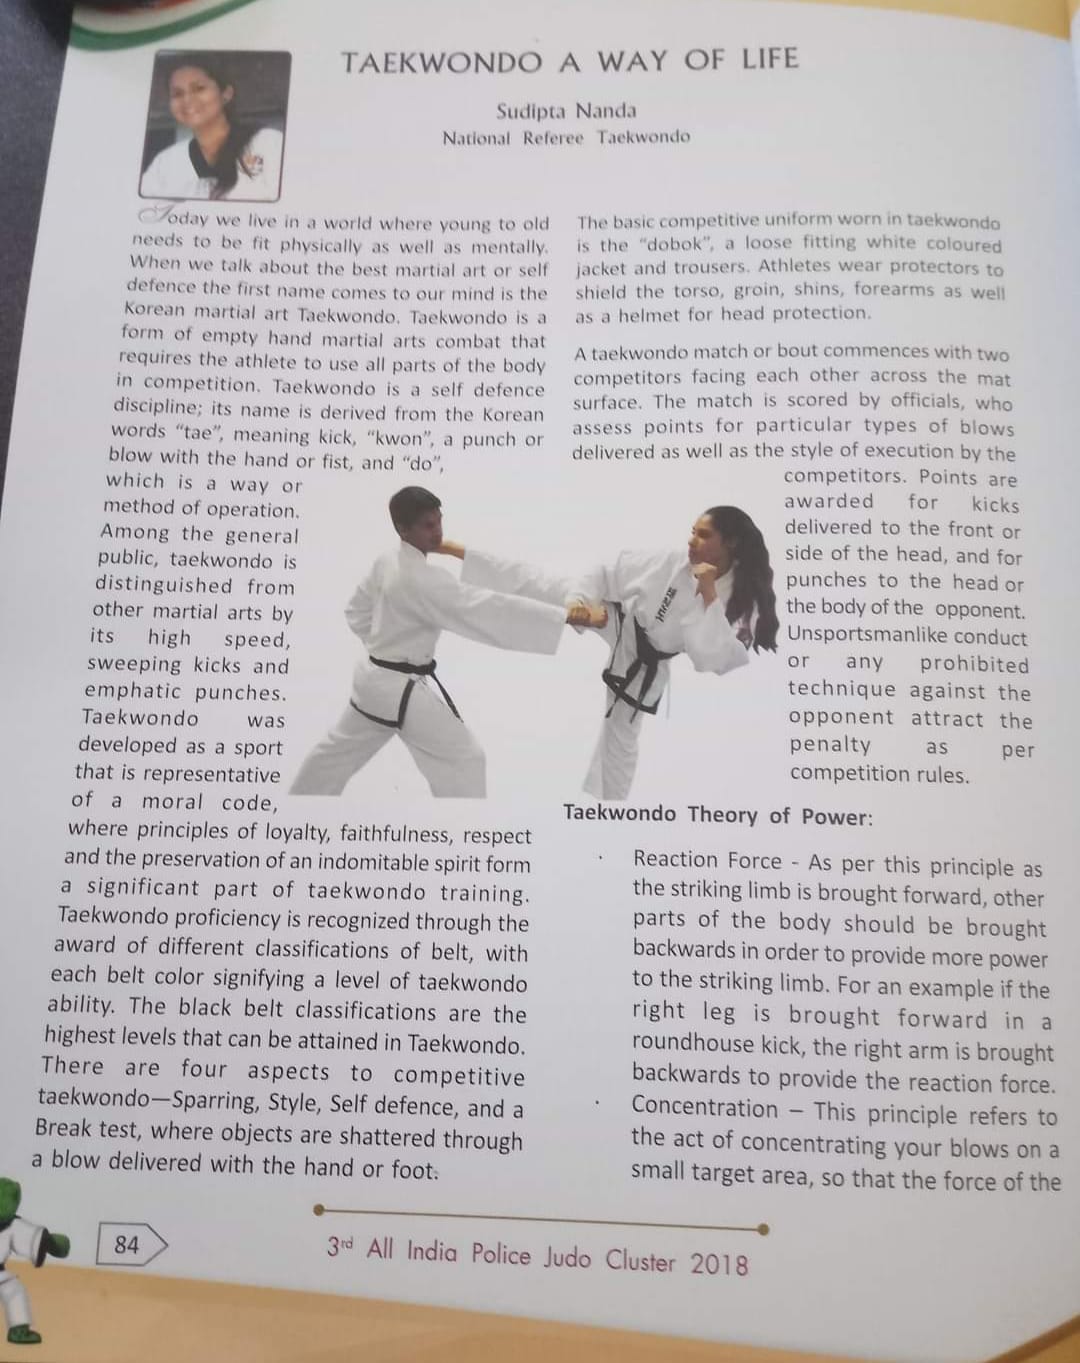 TAEKWONDO A WAY OF LIFE
Sudipta Nanda
National Referee Taekwondo
Today we live in a world where young to old
needs to be fit physically as well as mentally.
When we talk about the best martial art or self
defence the first name comes to our mind is the
Korean martial art Taekwondo. Taekwondo is a
form of empty hand martial arts combat that
requires the athlete to use all parts of the body
in competition. Taekwondo is a self defence
discipline; its name is derived from the Korean
words “tae”, meaning kick, “kwon”, a punch or
blow with the hand or fist, and “do”,
which is a way or
method of operation.
Among the general
public, taekwondo is
distinguished from
other martial arts by
its high speed,
sweeping kicks and
emphatic punches.
Taekwondo was
developed as a sport
that is representative
of a moral code,
where principles of loyalty, faithfulness, respect
and the preservation of an indomitable spirit form
a significant part of taekwondo training.
Taekwondo proficiency is recognized through the
award of different classifications of belt, with
each belt color signifying a level of taekwondo
ability. The black belt classifications are the
highest levels that can be attained in Taekwondo.
There are four aspects to competitive
taekwondo—Sparring, Style, Self defence, and a
Break test, where objects are shattered through
a blow delivered with the hand or foot.
The basic competitive uniform worn in taekwondo
is the “dobok”, a loose fitting white coloured
jacket and trousers. Athletes wear protectors to
shield the torso, groin, shins, forearms as well
as a helmet for head protection.
A taekwondo match or bout commences with two
competitors facing each other across the mat
surface. The match is scored by officials, who
assess points for particular types of blows
delivered as well as the style of execution by the
competitors. Points are
awarded for kicks
delivered to the front or
side of the head, and for
punches to the head or
the body of the opponent.
Unsportsmanlike conduct
or any prohibited
technique against the
opponent attract the
penalty as per
competition rules.
Taekwondo Theory of Power:
· Reaction Force - As per this principle as
the striking limb is brought forward, other
parts of the body should be brought
backwards in order to provide more power
to the striking limb. For an example if the
right leg is brought forward in a
roundhouse kick, the right arm is brought
backwards to provide the reaction force.
· Concentration – This principle refers to
the act of concentrating your blows on a
small target area, so that the force of the
84
3rd All India Police Judo Cluster 2018